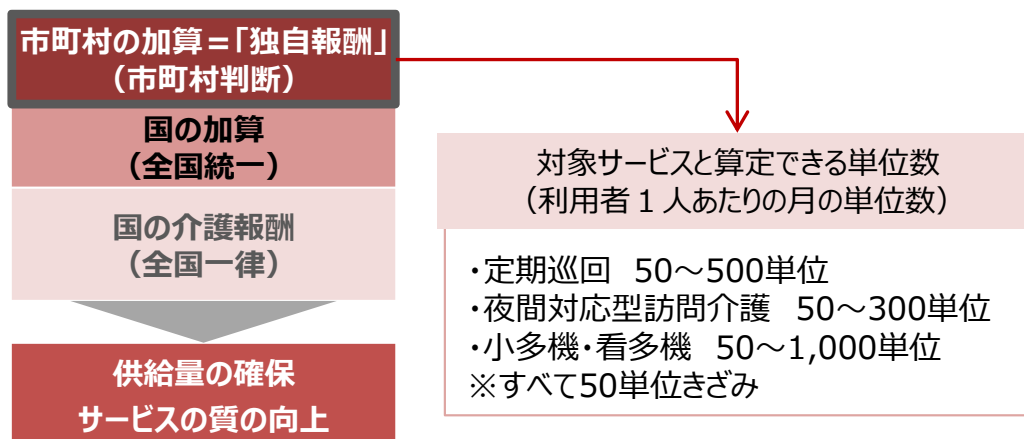 市町村の加算=「独自報酬」
（市町村判断）
国の加算
（全国統一）
国の介護報酬
（全国一律）
供給量の確保
サービスの質の向上
対象サービスと算定できる単位数
（利用者１人あたりの月の単位数）
・定期巡回 50～500単位
・夜間対応型訪問介護 50～300単位
・小多機・看多機 50～1,000単位
※すべて50単位きざみ